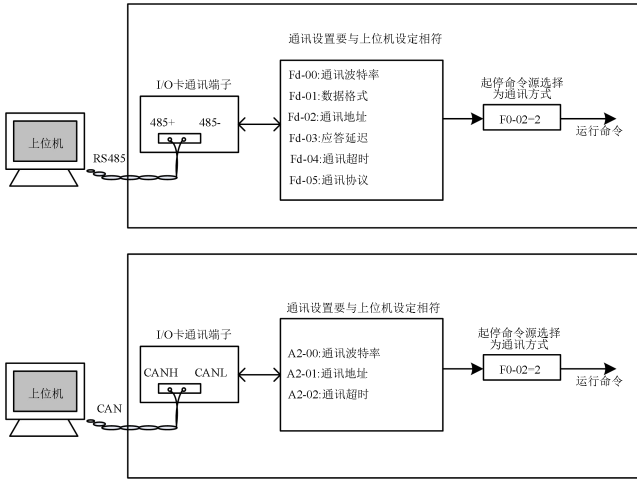 通讯设置要与上位机设定相符
I/O卡通讯端子
485+ 485-
上位机
RS485
Fd-00:通讯波特率
Fd-01:数据格式
Fd-02:通讯地址
Fd-03:应答延迟
Fd-04:通讯超时
Fd-05:通讯协议
起停命令源选择
为通讯方式
F0-02=2
运行命令
通讯设置要与上位机设定相符
I/O卡通讯端子
CANH CANL
上位机
CAN
A2-00:通讯波特率
A2-01:通讯地址
A2-02:通讯超时
起停命令源选择
为通讯方式
F0-02=2
运行命令